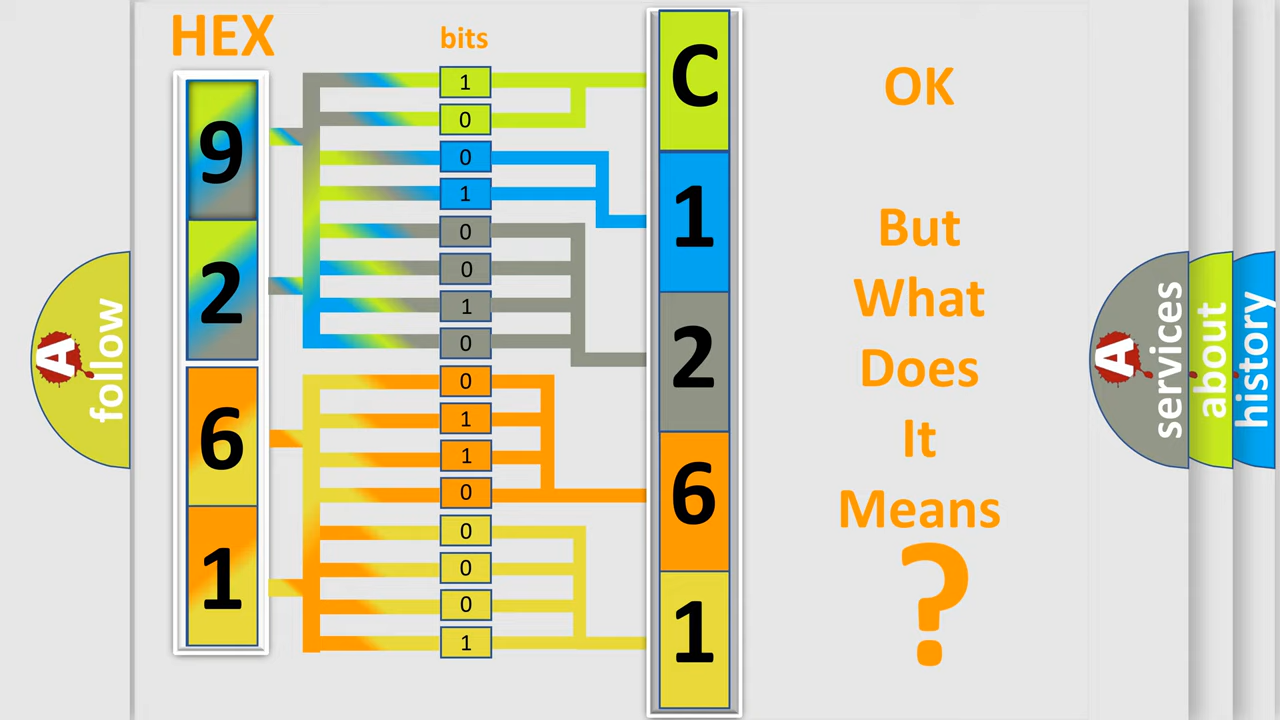 HEX
bits
9
2
6
1
1
0
0
1
0
0
1
0
0
1
1
0
0
0
0
1
C
1
2
6
1
OK
But
What
Does
It
Means
?
A
follow
A
services
about
history